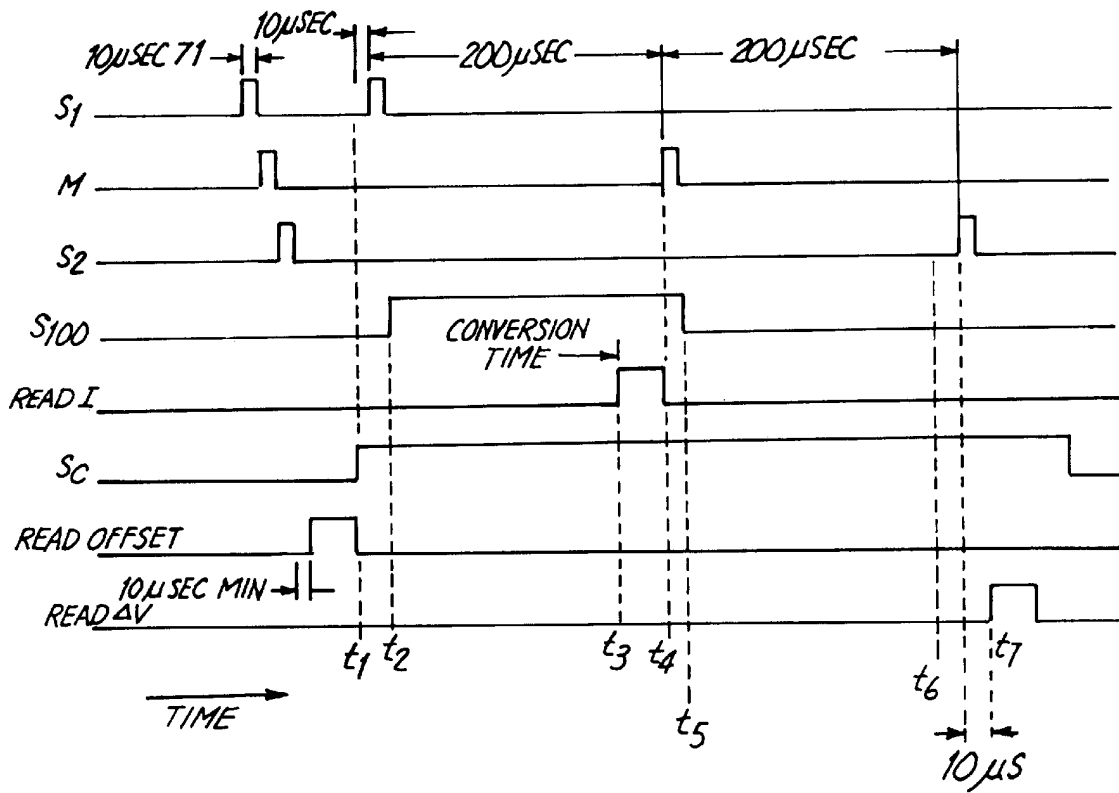 10µSEC
10µSEC 71
200µSEC
200µSEC
S1
M
S2
S100
CONVERSION
TIME
READ I
SC
READ OFFSET
10µSEC MIN
READ ΔV
t1
t2
t3
t4
t5
t6
t7
TIME
10µS